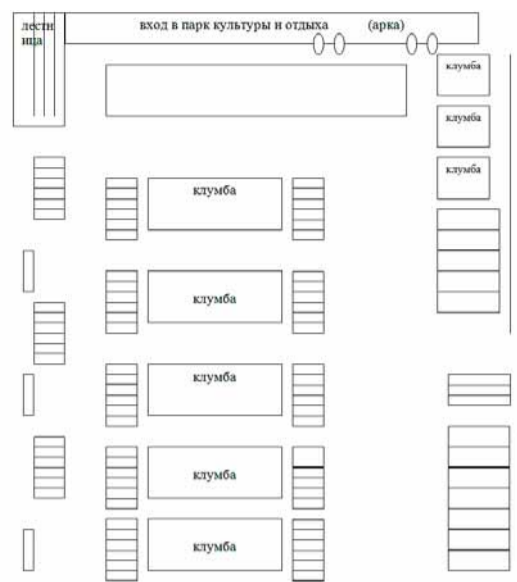 лестн
ица
вход в парк культуры и отдыха (арка)
клумба
клумба
клумба
клумба
клумба
клумба
клумба
клумба